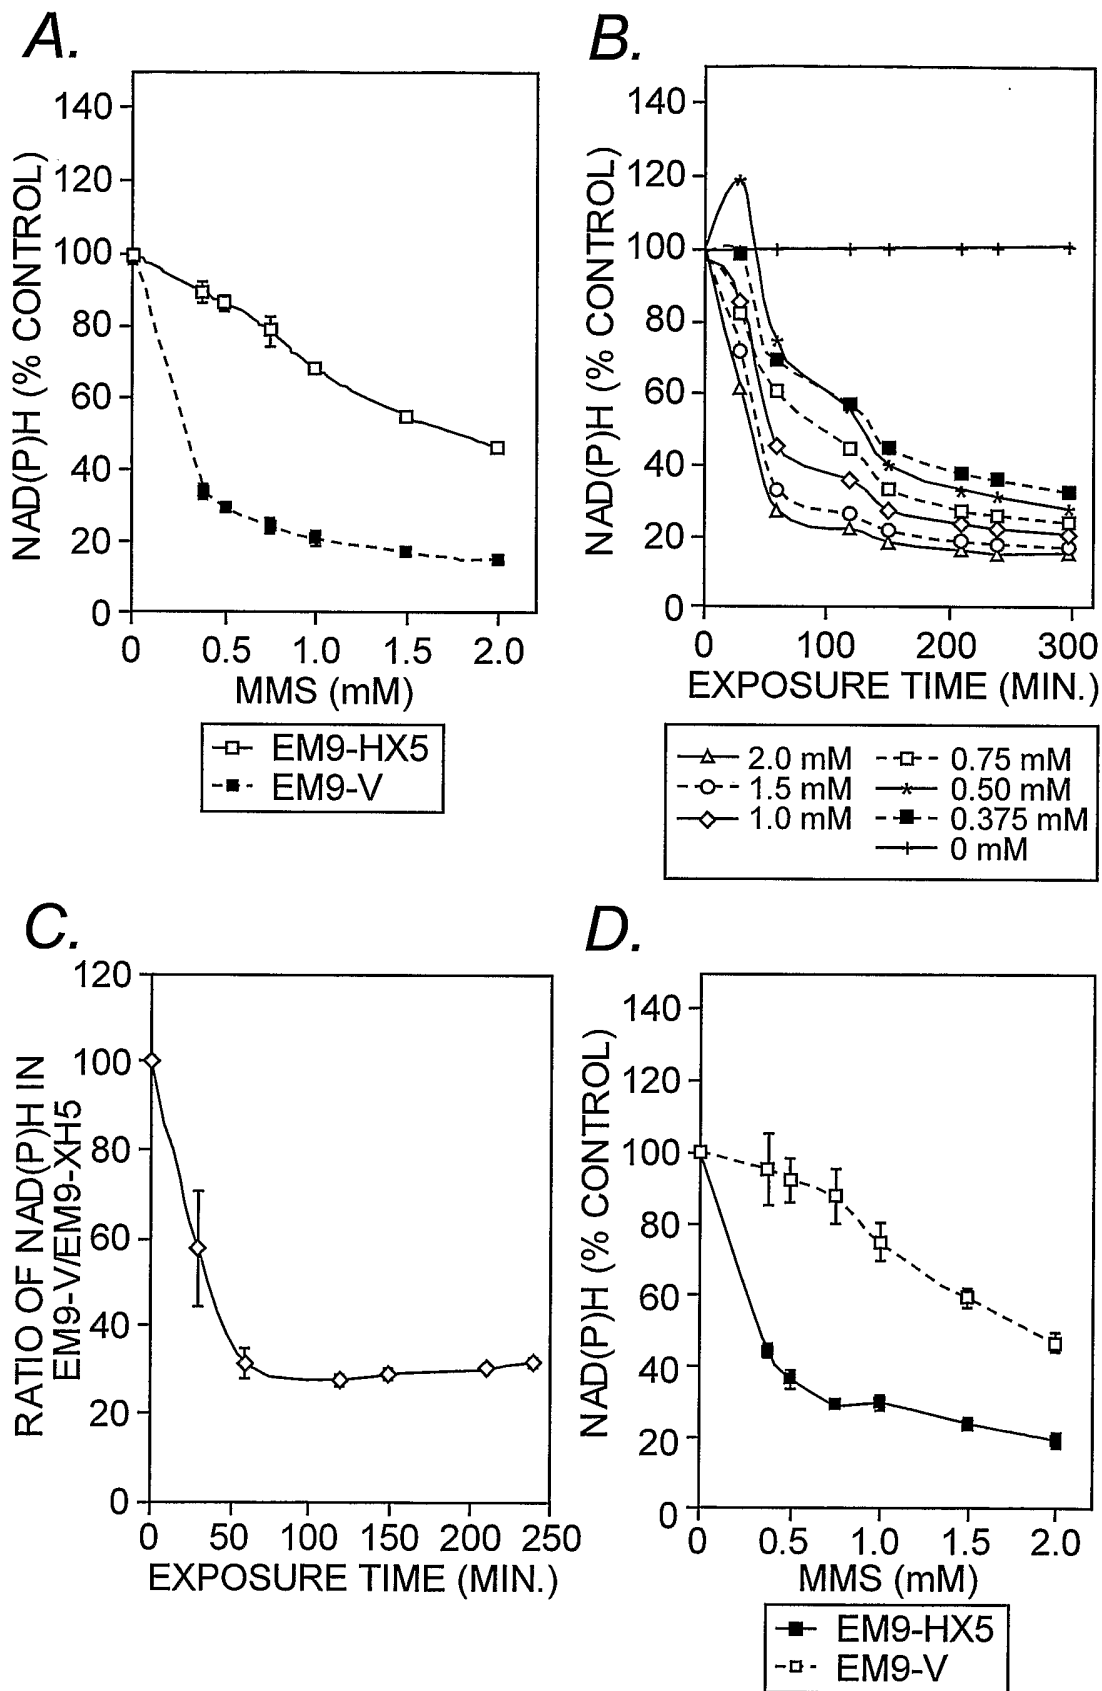 A.
NAD(P)H (% CONTROL)
140
120
100
80
60
40
20
0
0 0.5 1.0 1.5 2.0
MMS (mM)
EM9-HX5
EM9-V
B.
NAD(P)H (% CONTROL)
140
120
100
80
60
40
20
0
0 100 200 300
EXPOSURE TIME (MIN.)
2.0 mM
1.5 mM
1.0 mM
0.75 mM
0.50 mM
0.375 mM
0 mM
C.
RATIO OF NAD(P)H IN
EM9-V/EM9-XH5
120
100
80
60
40
20
0
0 50 100 150 200 250
EXPOSURE TIME (MIN.)
D.
NAD(P)H (% CONTROL)
140
120
100
80
60
40
20
0
0 0.5 1.0 1.5 2.0
MMS (mM)
EM9-HX5
EM9-V